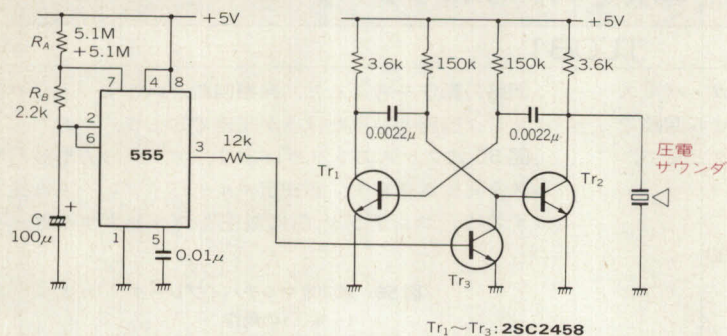 +5V
+5V
R_A
5.1M
+5.1M
7
4
8
3.6k
150k
150k
3.6k
R_B
2.2k
2
6
555
3
12k
0.0022μ
0.0022μ
圧電
サウンダ
Tr₁
Tr₂
C
+
100μ
1
5
0.01μ
Tr₃
Tr₁～Tr₃:2SC2458